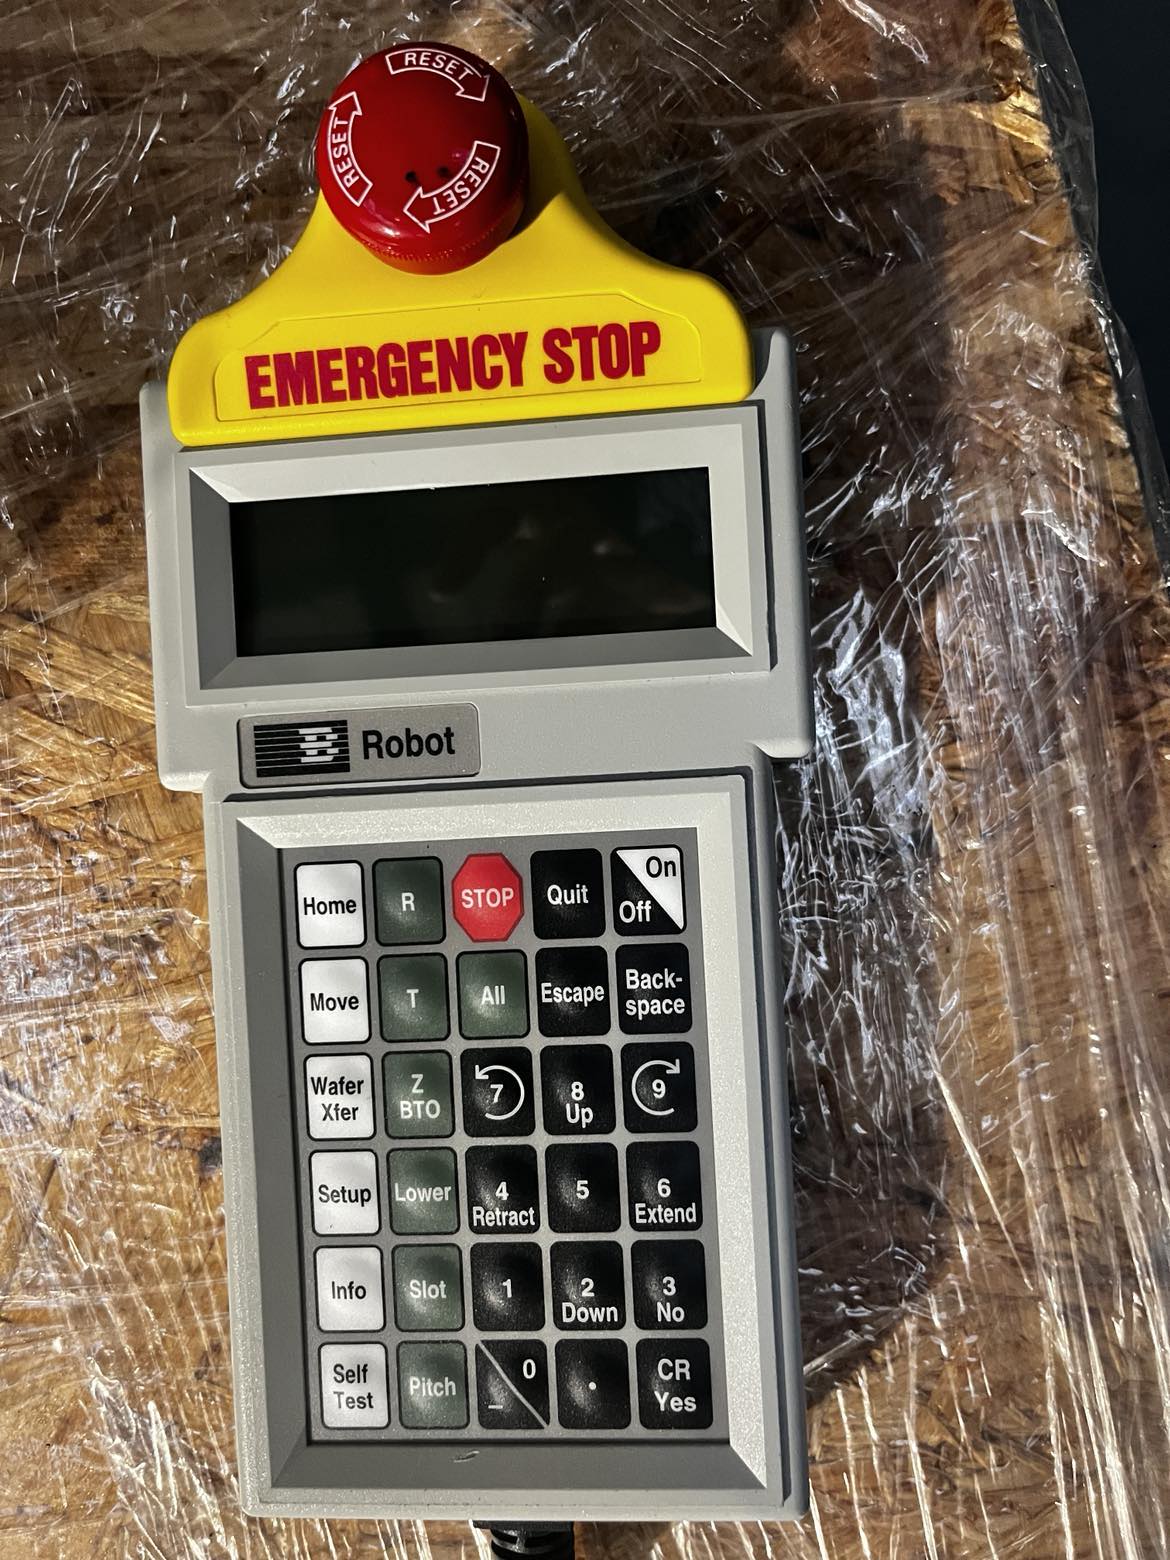 RESET
RESET
RESET
EMERGENCY STOP
Robot
Home R STOP Quit On
Off
Move T All Escape Back-
space
Wafer
Xfer
Z
BTO
7
8
Up
9
Setup Lower
4
Retract
5
6
Extend
Info Slot 1
2
Down
3
No
Self
Test
Pitch
0
–
.
CR
Yes